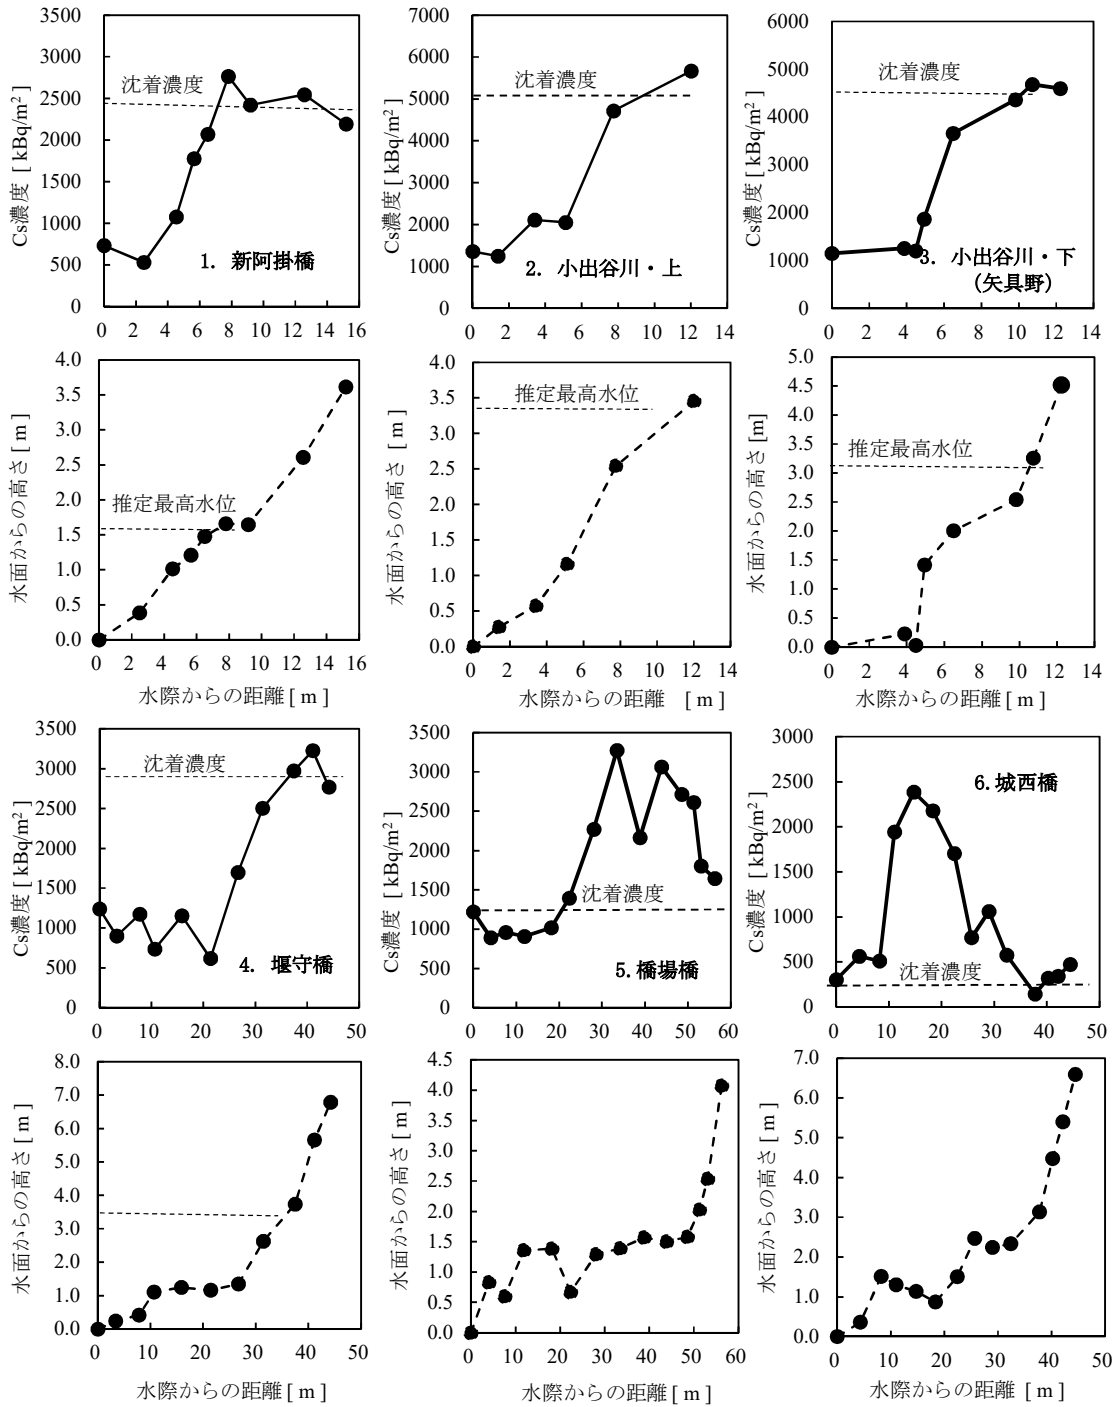 Cs濃度 [ kBq/m2 ]
3500
3000
2500
2000
1500
1000
500
0
沈着濃度
1. 新阿掛橋
0 2 4 6 8 10 12 14 16
Cs濃度 [ kBq/m2 ]
7000
6000
5000
4000
3000
2000
1000
0
沈着濃度
2. 小出谷川・上
0 2 4 6 8 10 12 14
Cs濃度 [ kBq/m2 ]
6000
5000
4000
3000
2000
1000
0
沈着濃度
3. 小出谷川・下
(矢具野)
0 2 4 6 8 10 12 14
水面からの高さ [ m ]
4.0
3.5
3.0
2.5
2.0
1.5
1.0
0.5
0.0
推定最高水位
0 2 4 6 8 10 12 14 16
水際からの距離 [ m ]
水面からの高さ [ m ]
4.0
3.5
3.0
2.5
2.0
1.5
1.0
0.5
0.0
推定最高水位
0 2 4 6 8 10 12 14
水際からの距離 [ m ]
水面からの高さ [m]
5.0
4.5
4.0
3.5
3.0
2.5
2.0
1.5
1.0
0.5
0.0
推定最高水位
0 2 4 6 8 10 12 14
水際からの距離 [ m ]
Cs濃度 [ kBq/m2 ]
3500
3000
2500
2000
1500
1000
500
0
沈着濃度
4. 堰守橋
0 10 20 30 40 50
Cs濃度 [ kBq/m2 ]
3500
3000
2500
2000
1500
1000
500
0
沈着濃度
5.橋場橋
0 10 20 30 40 50 60
Cs濃度 [ kBq/m2 ]
3000
2500
2000
1500
1000
500
0
6.城西橋
沈着濃度
0 10 20 30 40 50
水面からの高さ [ m ]
8.0
7.0
6.0
5.0
4.0
3.0
2.0
1.0
0.0
0 10 20 30 40 50
水際からの距離 [ m ]
水面からの高さ [ m ]
4.5
4.0
3.5
3.0
2.5
2.0
1.5
1.0
0.5
0.0
0 10 20 30 40 50 60
水際からの距離 [ m ]
水面からの高さ [ m ]
7.0
6.0
5.0
4.0
3.0
2.0
1.0
0.0
0 10 20 30 40 50
水際からの距離 [ m ]